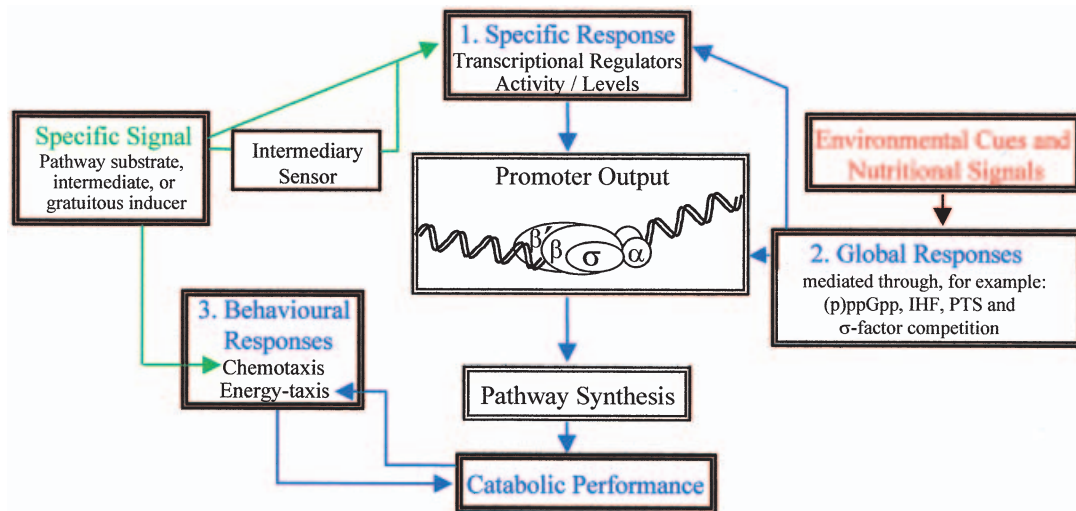 1. Specific Response
Transcriptional Regulators
Activity / Levels
Specific Signal
Pathway substrate,
intermediate, or
gratuitous inducer
Intermediary
Sensor
Environmental Cues and
Nutritional Signals
Promoter Output
β′
β
σ
α
2. Global Responses
mediated through, for example:
(p)ppGpp, IHF, PTS and
σ-factor competition
3. Behavioural
Responses
Chemotaxis
Energy-taxis
Pathway Synthesis
Catabolic Performance